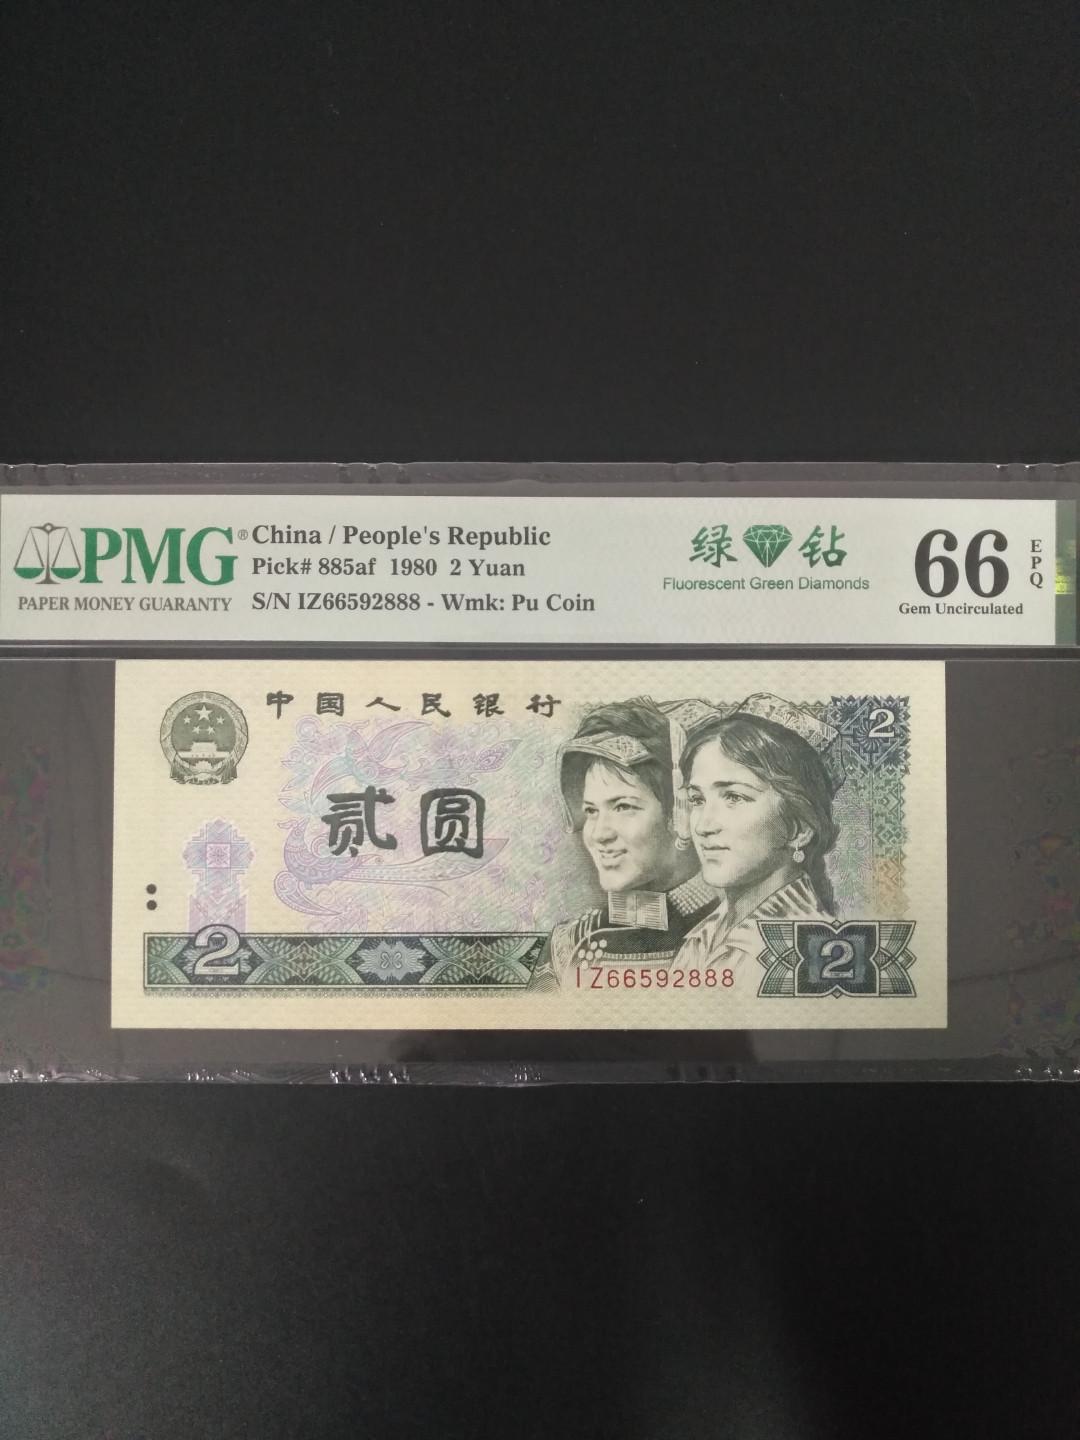 PMG®
PAPER MONEY GUARANTY
China / People's Republic
Pick# 885af 1980 2 Yuan
S/N IZ66592888 - Wmk: Pu Coin
绿 钻
Fluorescent Green Diamonds
66
EPQ
Gem Uncirculated
中国人民银行
2
贰圆
2
IZ66592888
2